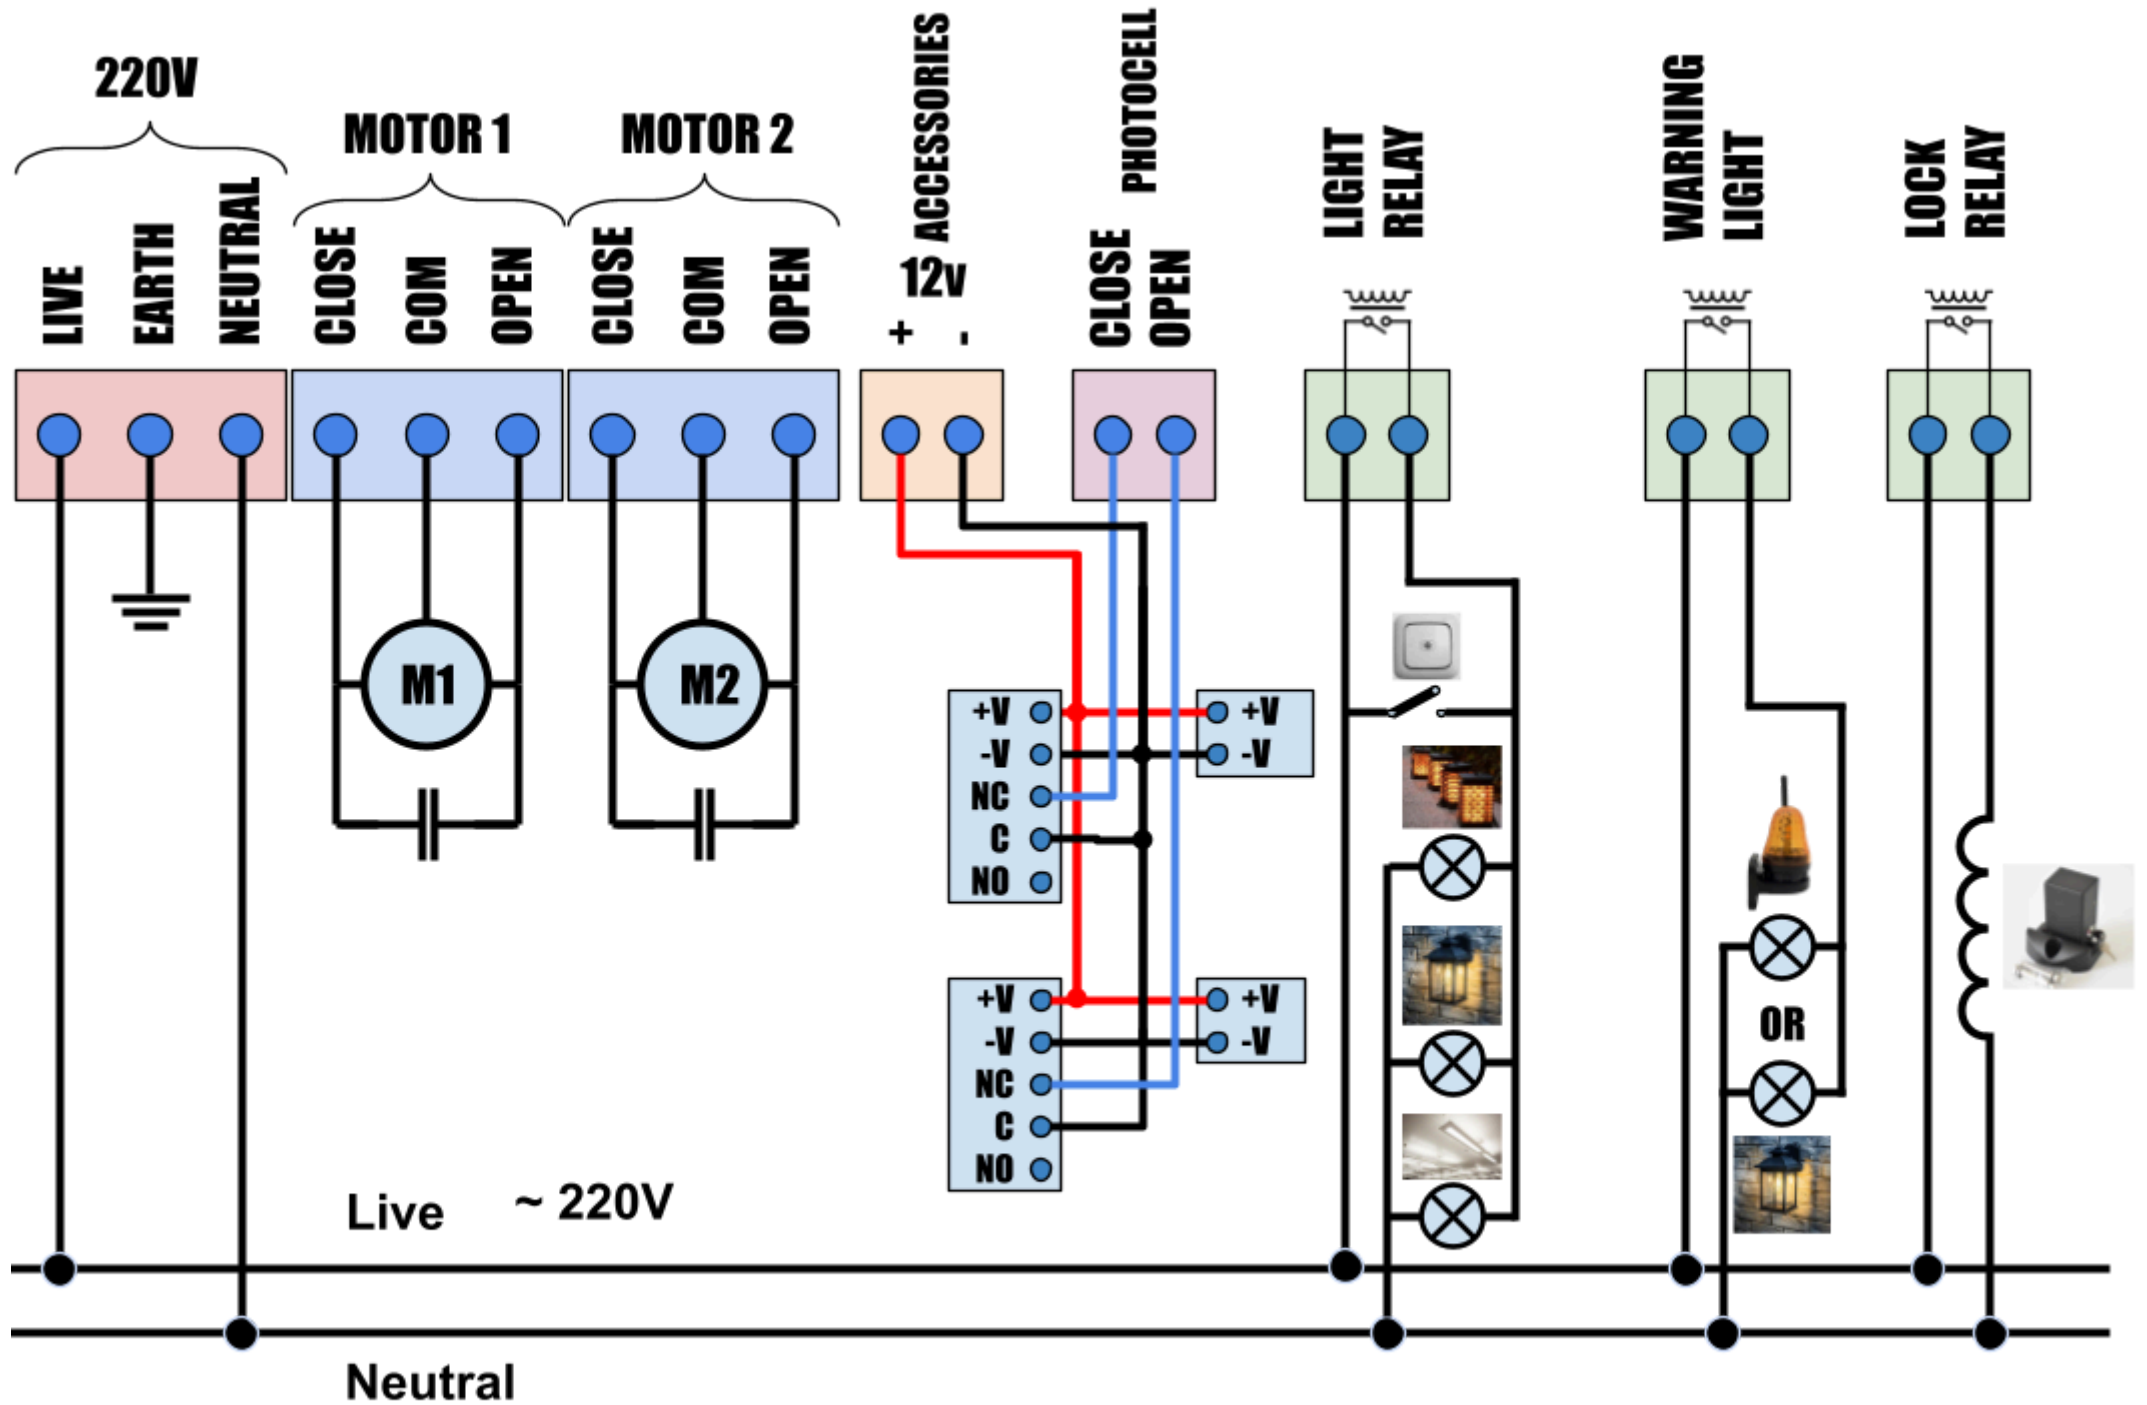 220V
MOTOR 1
MOTOR 2
ACCESSORIES
PHOTOCELL
LIGHT
RELAY
WARNING
LIGHT
LOCK
RELAY
LIVE
EARTH
NEUTRAL
CLOSE
COM
OPEN
CLOSE
COM
OPEN
12v
+
-
CLOSE
OPEN
M1
M2
+V
-V
NC
C
NO
+V
-V
+V
-V
NC
C
NO
+V
-V
OR
Live
~ 220V
Neutral